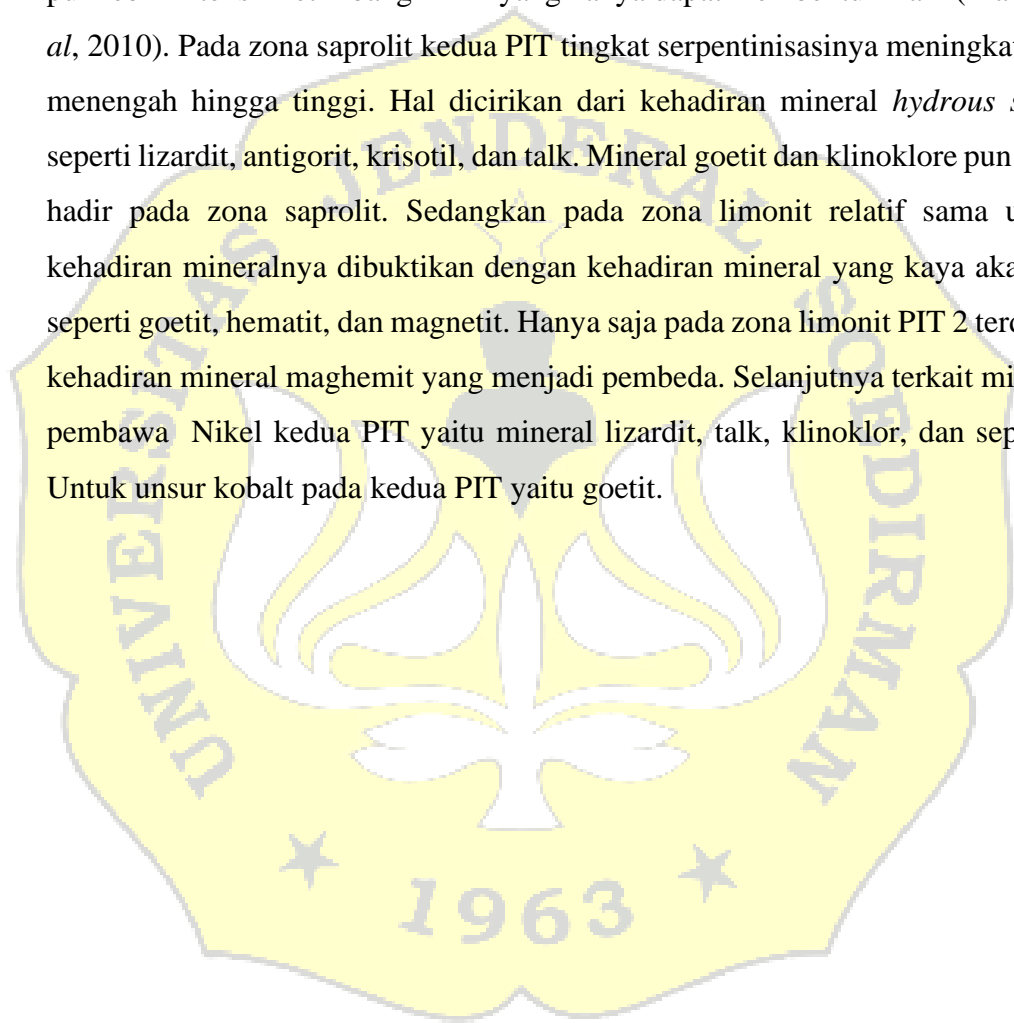 al, 2010). Pada zona saprolit kedua PIT tingkat serpentinisasinya meningkat
menengah hingga tinggi. Hal dicirikan dari kehadiran mineral hydrous s
seperti lizardit, antigorit, krisotil, dan talk. Mineral goetit dan klinoklore pun
hadir pada zona saprolit. Sedangkan pada zona limonit relatif sama u
kehadiran mineralnya dibuktikan dengan kehadiran mineral yang kaya aka
seperti goetit, hematit, dan magnetit. Hanya saja pada zona limonit PIT 2 terd
kehadiran mineral maghemit yang menjadi pembeda. Selanjutnya terkait mi
pembawa Nikel kedua PIT yaitu mineral lizardit, talk, klinoklor, dan sep
Untuk unsur kobalt pada kedua PIT yaitu goetit.
UNIVERSITAS JENDERAL SOEDIRMAN
1963